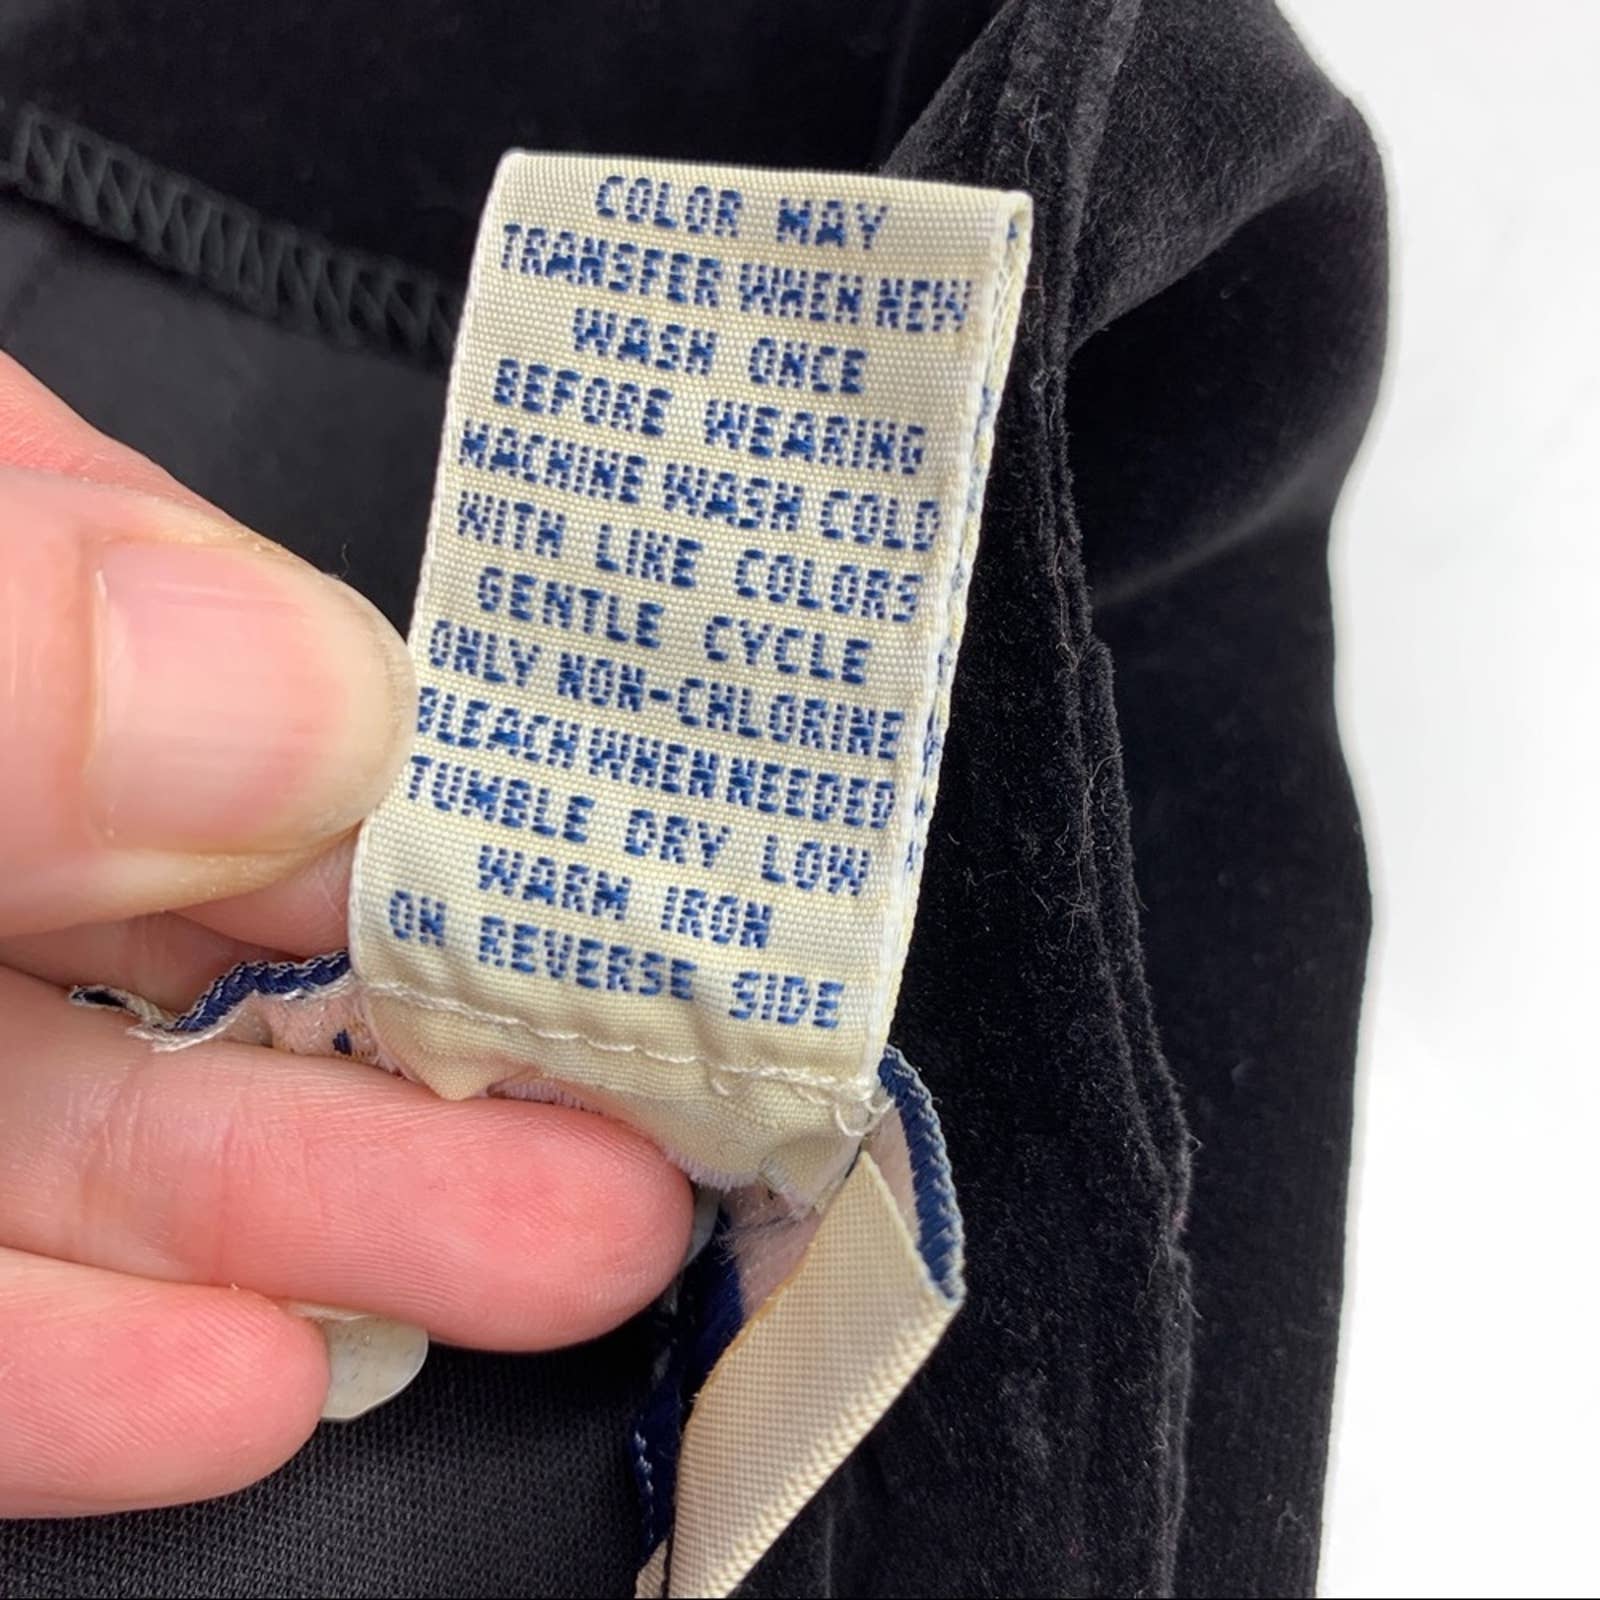 COLOR MAY
TRANSFER WHEN NEW
WASH ONCE
BEFORE WEARING
MACHINE WASH COLD
WITH LIKE COLORS
GENTLE CYCLE
ONLY NON-CHLORINE
BLEACH WHEN NEEDED
TUMBLE DRY LOW
WARM IRON
ON REVERSE SIDE